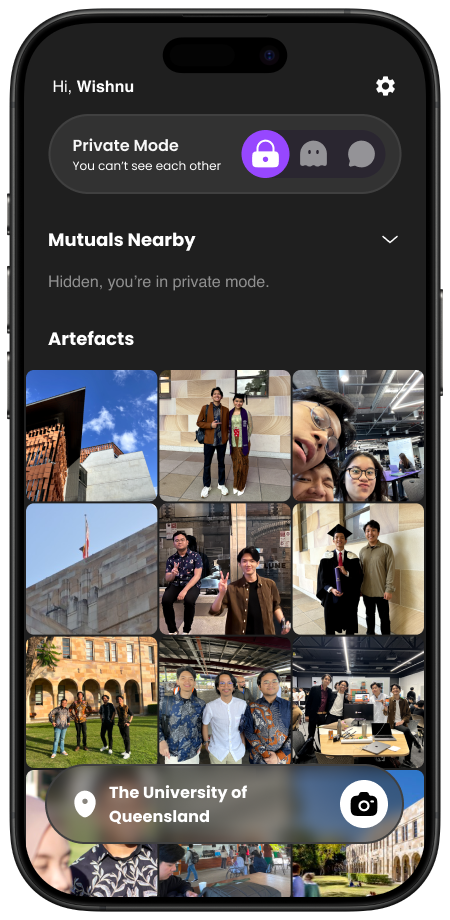 Hi, Wishnu
Private Mode
You can't see each other
Mutuals Nearby
Hidden, you're in private mode.
Artefacts
The University of
Queensland